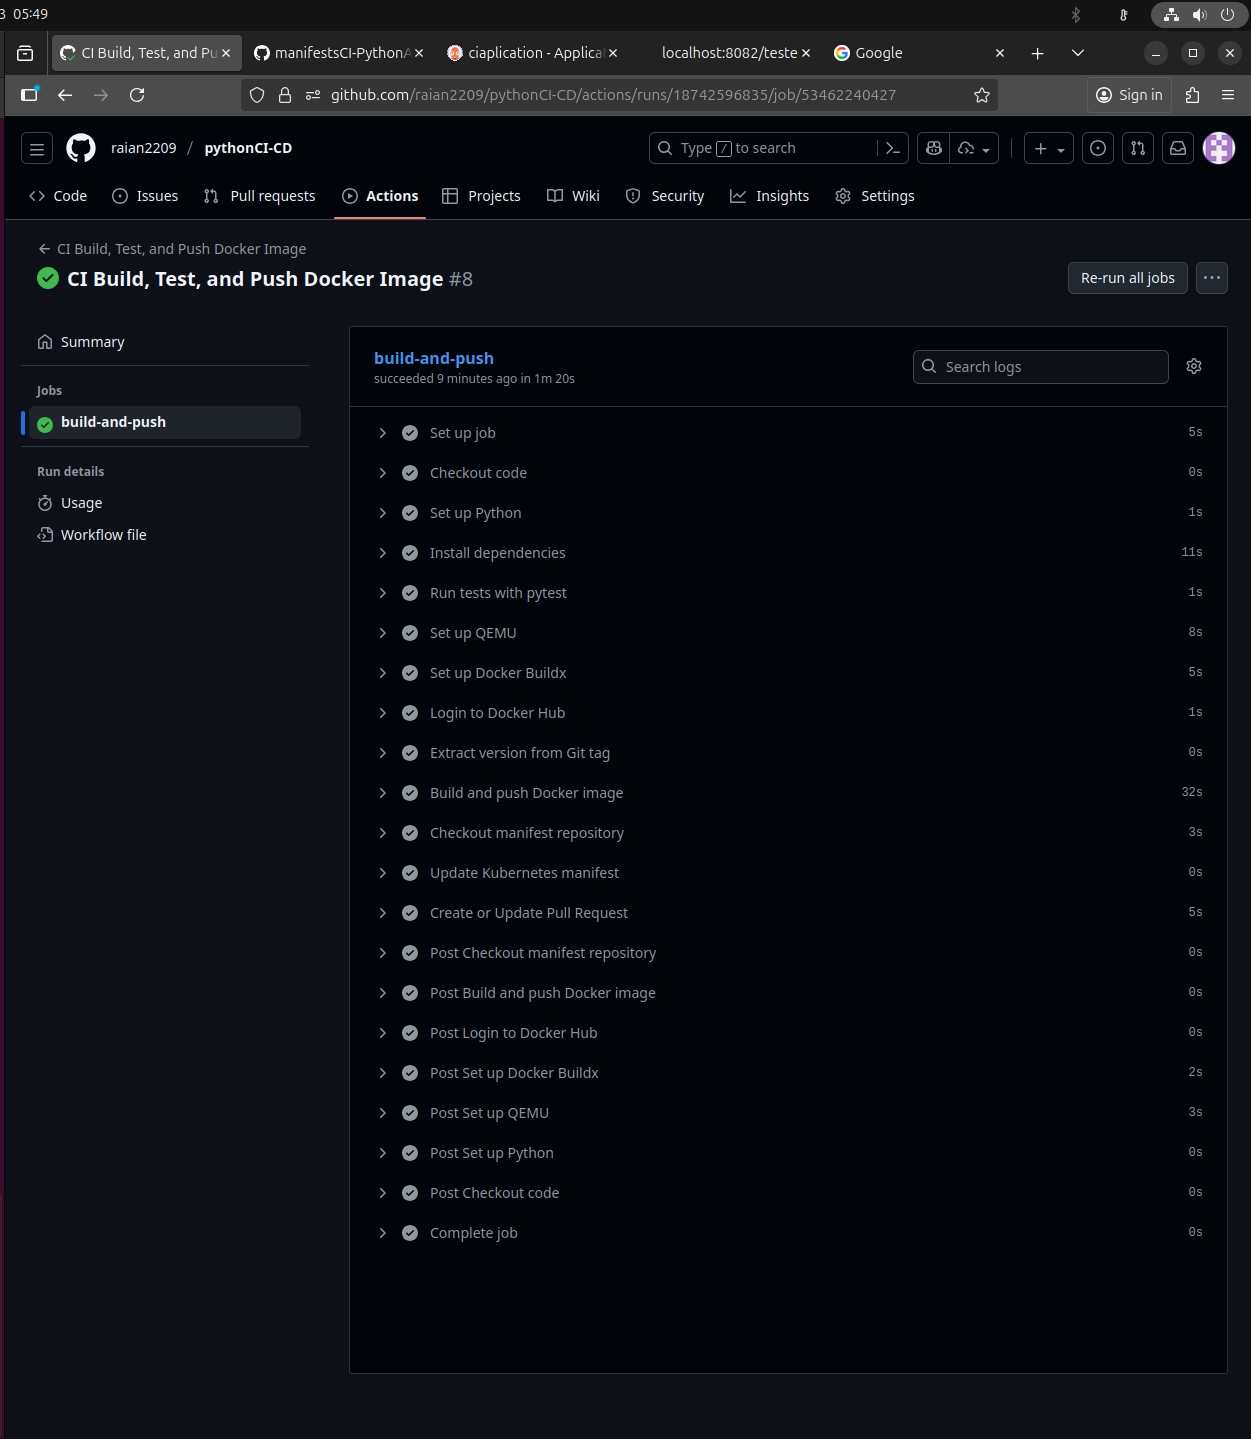 3 05:49
CI Build, Test, and Pu
manifestsCI-PythonA
ciaplication - Applica
localhost:8082/teste
Google
github.com/raian2209/pythonCI-CD/actions/runs/18742596835/job/53462240427
Sign in
raian2209 / pythonCI-CD
Type / to search
Code
Issues
Pull requests
Actions
Projects
Wiki
Security
Insights
Settings
CI Build, Test, and Push Docker Image
CI Build, Test, and Push Docker Image #8
Re-run all jobs
Summary
Jobs
build-and-push
Run details
Usage
Workflow file
build-and-push
succeeded 9 minutes ago in 1m 20s
Search logs
Set up job 5s
Checkout code 0s
Set up Python 1s
Install dependencies 11s
Run tests with pytest 1s
Set up QEMU 8s
Set up Docker Buildx 5s
Login to Docker Hub 1s
Extract version from Git tag 0s
Build and push Docker image 32s
Checkout manifest repository 3s
Update Kubernetes manifest 0s
Create or Update Pull Request 5s
Post Checkout manifest repository 0s
Post Build and push Docker image 0s
Post Login to Docker Hub 0s
Post Set up Docker Buildx 2s
Post Set up QEMU 3s
Post Set up Python 0s
Post Checkout code 0s
Complete job 0s